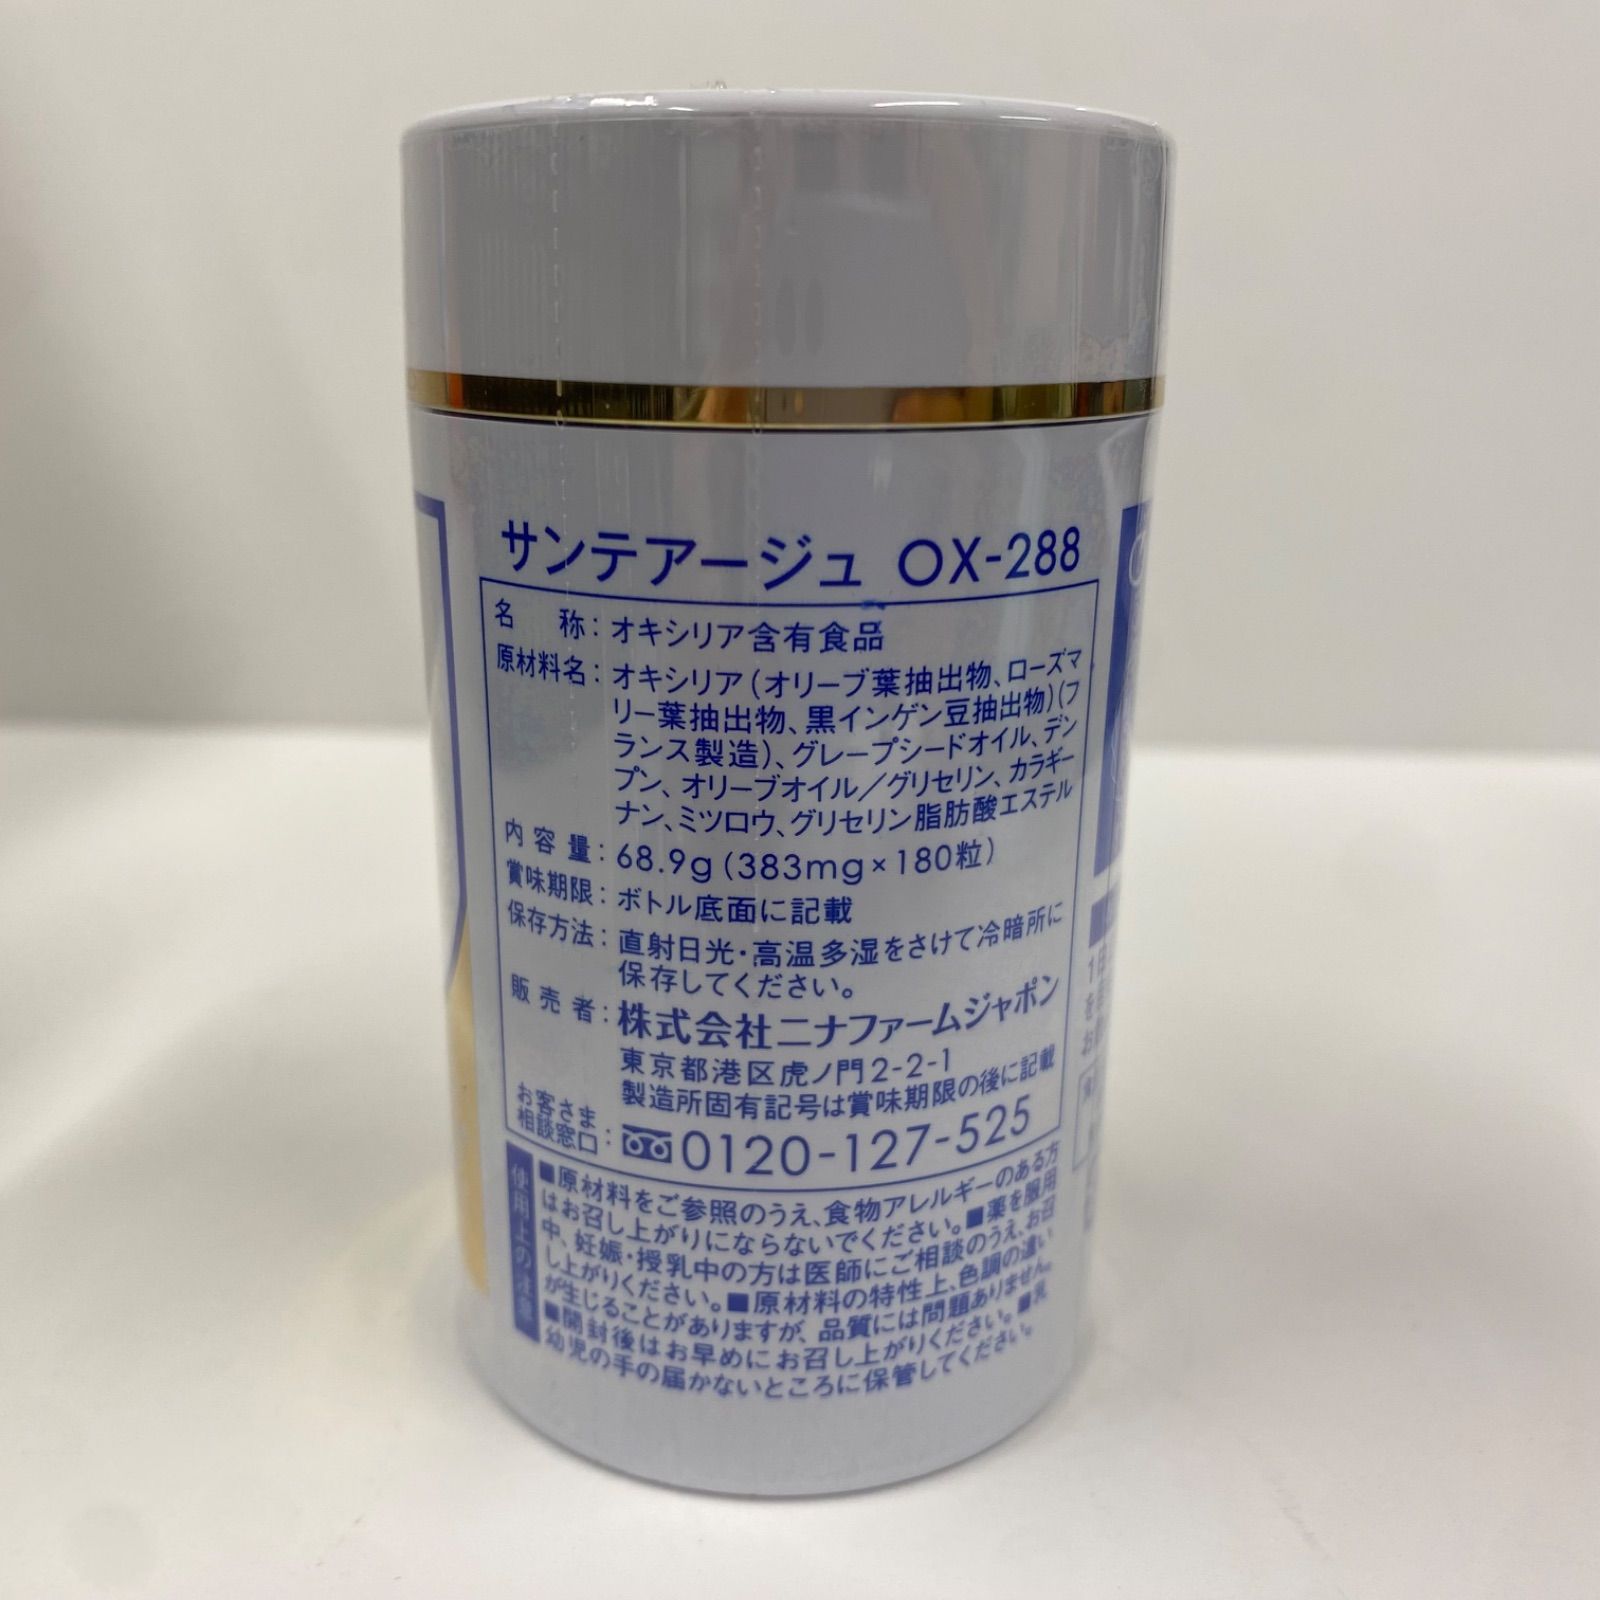 サンテアージュ OX-288
名称：オキシリア含有食品
原材料名：オキシリア(オリーブ葉抽出物、ローズマ
リー葉抽出物、黒インゲン豆抽出物)(フ
ランス製造)、グレープシードオイル、デン
プン、オリーブオイル／グリセリン、カラギー
ナン、ミツロウ、グリセリン脂肪酸エステル
内容量：68.9g(383mg×180粒)
賞味期限：ボトル底面に記載
保存方法：直射日光・高温多湿をさけて冷暗所に
保存してください。
販売者：株式会社ニナファームジャポン
東京都港区虎ノ門2-2-1
製造所固有記号は賞味期限の後に記載
お客さま
相談窓口：0120-127-525
使用上の注意
■原材料をご参照のうえ、食物アレルギーのある方
はお召し上がりにならないでください。■薬を服用
中、妊娠・授乳中の方は医師にご相談のうえ、お召
し上がりください。■原材料の特性上、色調の違い
が生じることがありますが、品質には問題ありません。
■開封後はお早めにお召し上がりください。■乳
幼児の手の届かないところに保管してください。